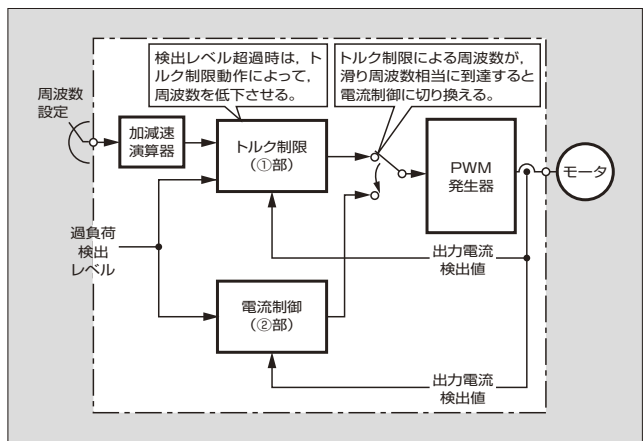 検出レベル超過時は，ト
ルク制限動作によって，
周波数を低下させる。
トルク制限による周波数が，
滑り周波数相当に到達すると
電流制御に切り換える。
周波数
設定
加減速
演算器
トルク制限
（①部）
PWM
発生器
モータ
過負荷
検出
レベル
出力電流
検出値
電流制御
（②部）
出力電流
検出値